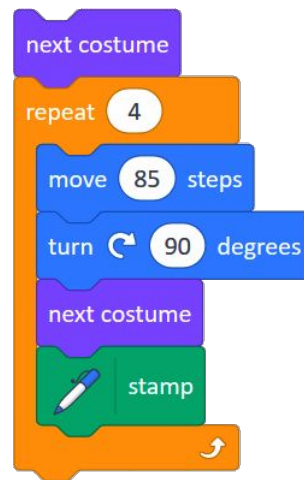 next costume
repeat 4
move 85 steps
turn 90 degrees
next costume
stamp